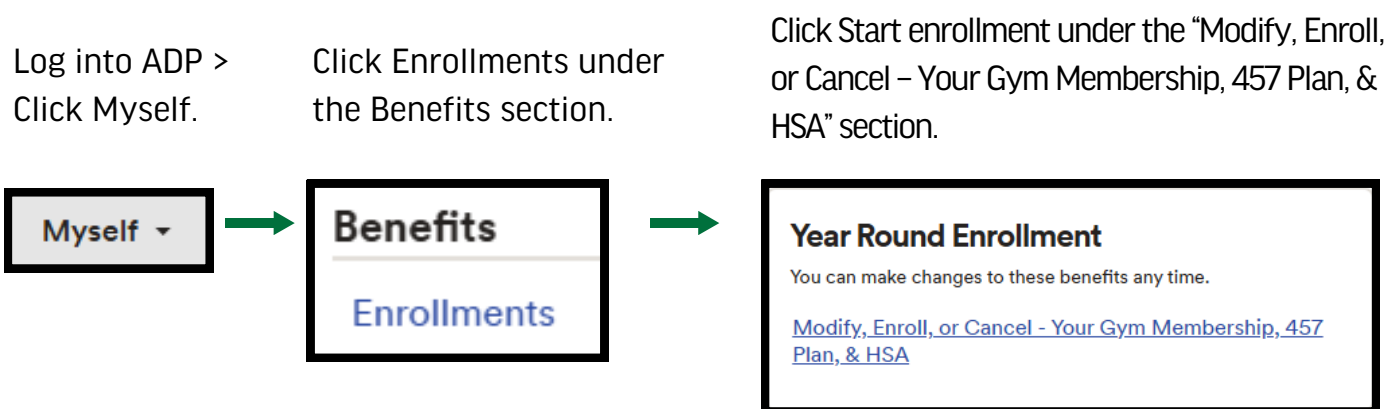 Log into ADP >
Click Myself.
Click Enrollments under
the Benefits section.
Click Start enrollment under the “Modify, Enroll,
or Cancel – Your Gym Membership, 457 Plan, &
HSA” section.
Myself
Benefits
Enrollments
Year Round Enrollment
You can make changes to these benefits any time.
Modify, Enroll, or Cancel - Your Gym Membership, 457
Plan, & HSA